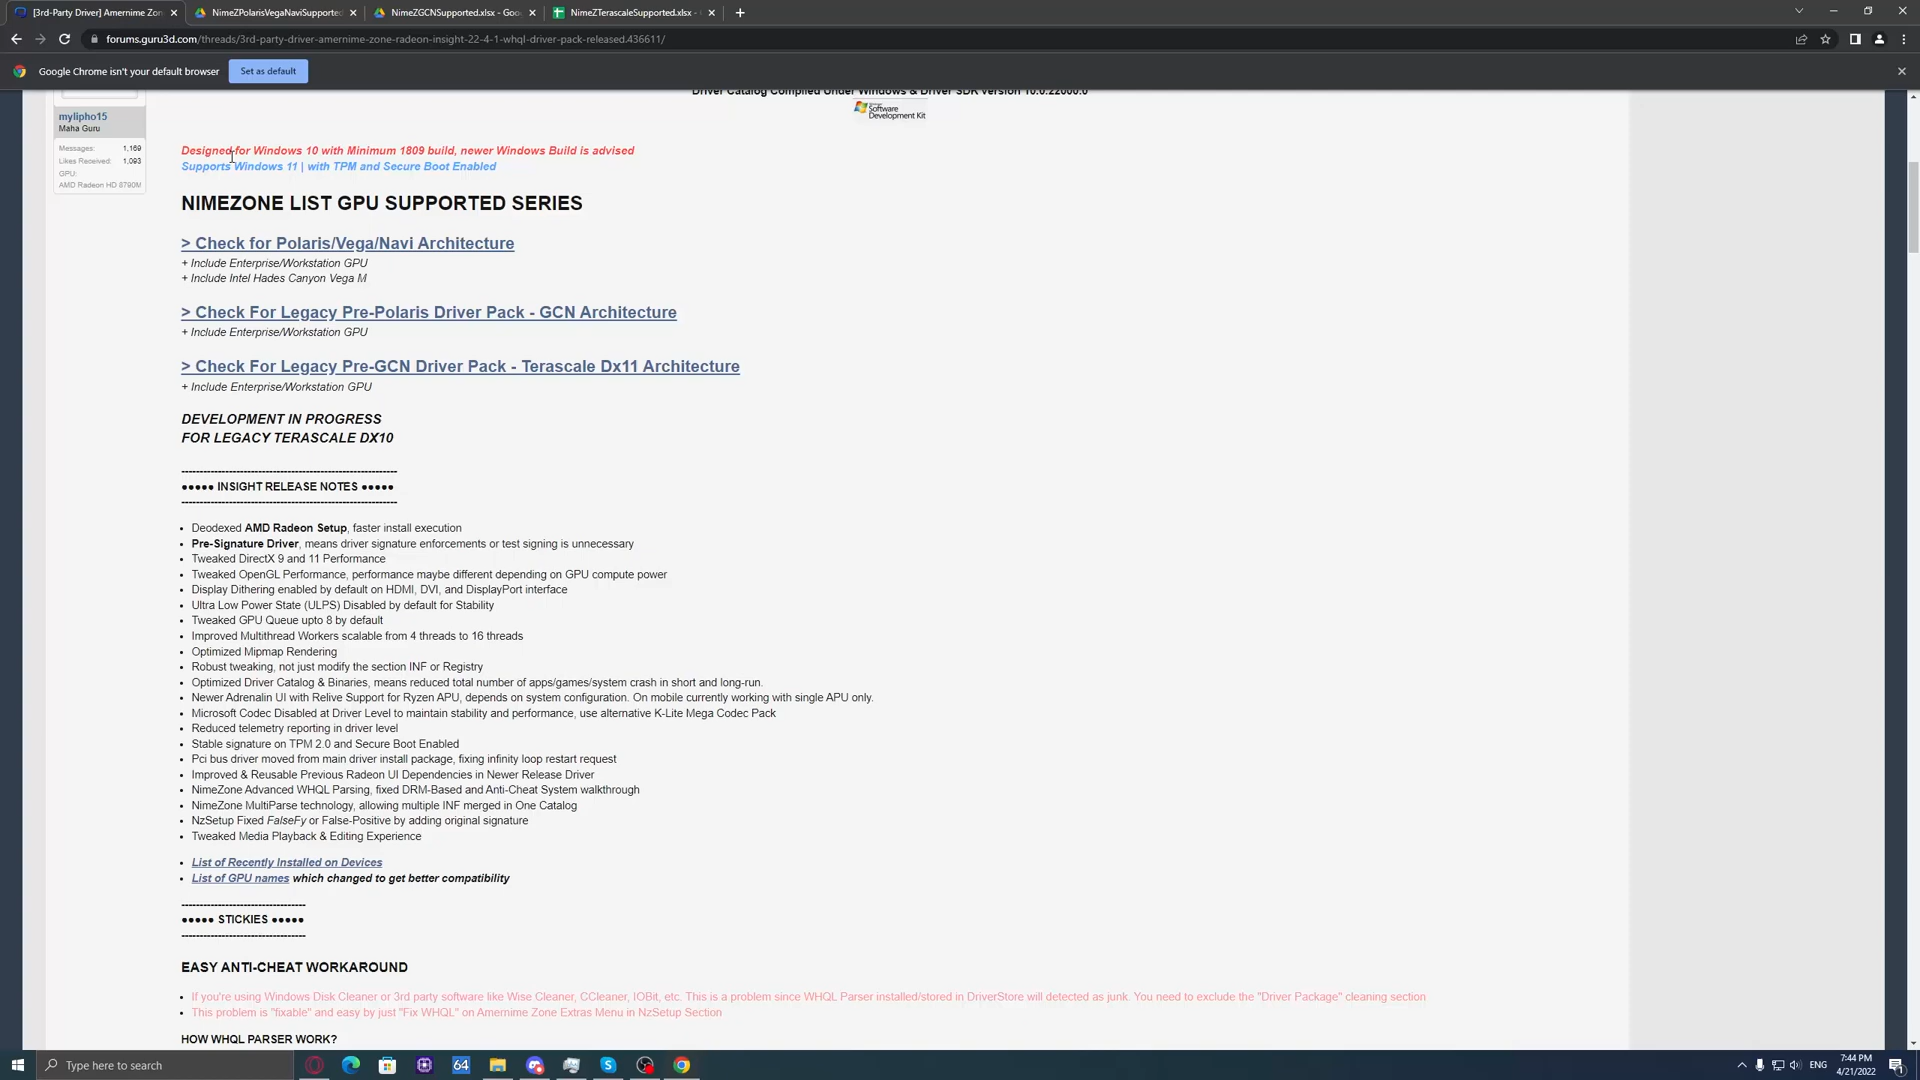 [3rd-Party Driver] Amernime Zon
NimeZPolarisVegaNaviSupported
NimeZGCNSupported.xlsx - Goo
NimeZTerascaleSupported.xlsx -
forums.guru3d.com/threads/3rd-party-driver-amernime-zone-radeon-insight-22-4-1-whql-driver-pack-released.436611/
Google Chrome isn't your default browser
Set as default
Driver Catalog Compiled Under Windows & Driver SDK Version 10.0.22000.0
Software
Development Kit
mylipho15
Maha Guru
Messages: 1,169
Likes Received: 1,093
GPU:
AMD Radeon HD 8790M
Designed for Windows 10 with Minimum 1809 build, newer Windows Build is advised
Supports Windows 11 | with TPM and Secure Boot Enabled
NIMEZONE LIST GPU SUPPORTED SERIES
> Check for Polaris/Vega/Navi Architecture
+ Include Enterprise/Workstation GPU
+ Include Intel Hades Canyon Vega M
> Check For Legacy Pre-Polaris Driver Pack - GCN Architecture
+ Include Enterprise/Workstation GPU
> Check For Legacy Pre-GCN Driver Pack - Terascale Dx11 Architecture
+ Include Enterprise/Workstation GPU
DEVELOPMENT IN PROGRESS
FOR LEGACY TERASCALE DX10
-----------------------------------------------------------
●●●●● INSIGHT RELEASE NOTES ●●●●●
-----------------------------------------------------------
• Deodexed AMD Radeon Setup, faster install execution
• Pre-Signature Driver, means driver signature enforcements or test signing is unnecessary
• Tweaked DirectX 9 and 11 Performance
• Tweaked OpenGL Performance, performance maybe different depending on GPU compute power
• Display Dithering enabled by default on HDMI, DVI, and DisplayPort interface
• Ultra Low Power State (ULPS) Disabled by default for Stability
• Tweaked GPU Queue upto 8 by default
• Improved Multithread Workers scalable from 4 threads to 16 threads
• Optimized Mipmap Rendering
• Robust tweaking, not just modify the section INF or Registry
• Optimized Driver Catalog & Binaries, means reduced total number of apps/games/system crash in short and long-run.
• Newer Adrenalin UI with Relive Support for Ryzen APU, depends on system configuration. On mobile currently working with single APU only.
• Microsoft Codec Disabled at Driver Level to maintain stability and performance, use alternative K-Lite Mega Codec Pack
• Reduced telemetry reporting in driver level
• Stable signature on TPM 2.0 and Secure Boot Enabled
• Pci bus driver moved from main driver install package, fixing infinity loop restart request
• Improved & Reusable Previous Radeon UI Dependencies in Newer Release Driver
• NimeZone Advanced WHQL Parsing, fixed DRM-Based and Anti-Cheat System walkthrough
• NimeZone MultiParse technology, allowing multiple INF merged in One Catalog
• NzSetup Fixed FalseFy or False-Positive by adding original signature
• Tweaked Media Playback & Editing Experience
• List of Recently Installed on Devices
• List of GPU names which changed to get better compatibility
----------------------------------
●●●●● STICKIES ●●●●●
----------------------------------
EASY ANTI-CHEAT WORKAROUND
• If you're using Windows Disk Cleaner or 3rd party software like Wise Cleaner, CCleaner, IOBit, etc. This is a problem since WHQL Parser installed/stored in DriverStore will detected as junk. You need to exclude the "Driver Package" cleaning section
• This problem is "fixable" and easy by just "Fix WHQL" on Amernime Zone Extras Menu in NzSetup Section
HOW WHQL PARSER WORK?
Type here to search
64
ENG
7:44 PM
4/21/2022